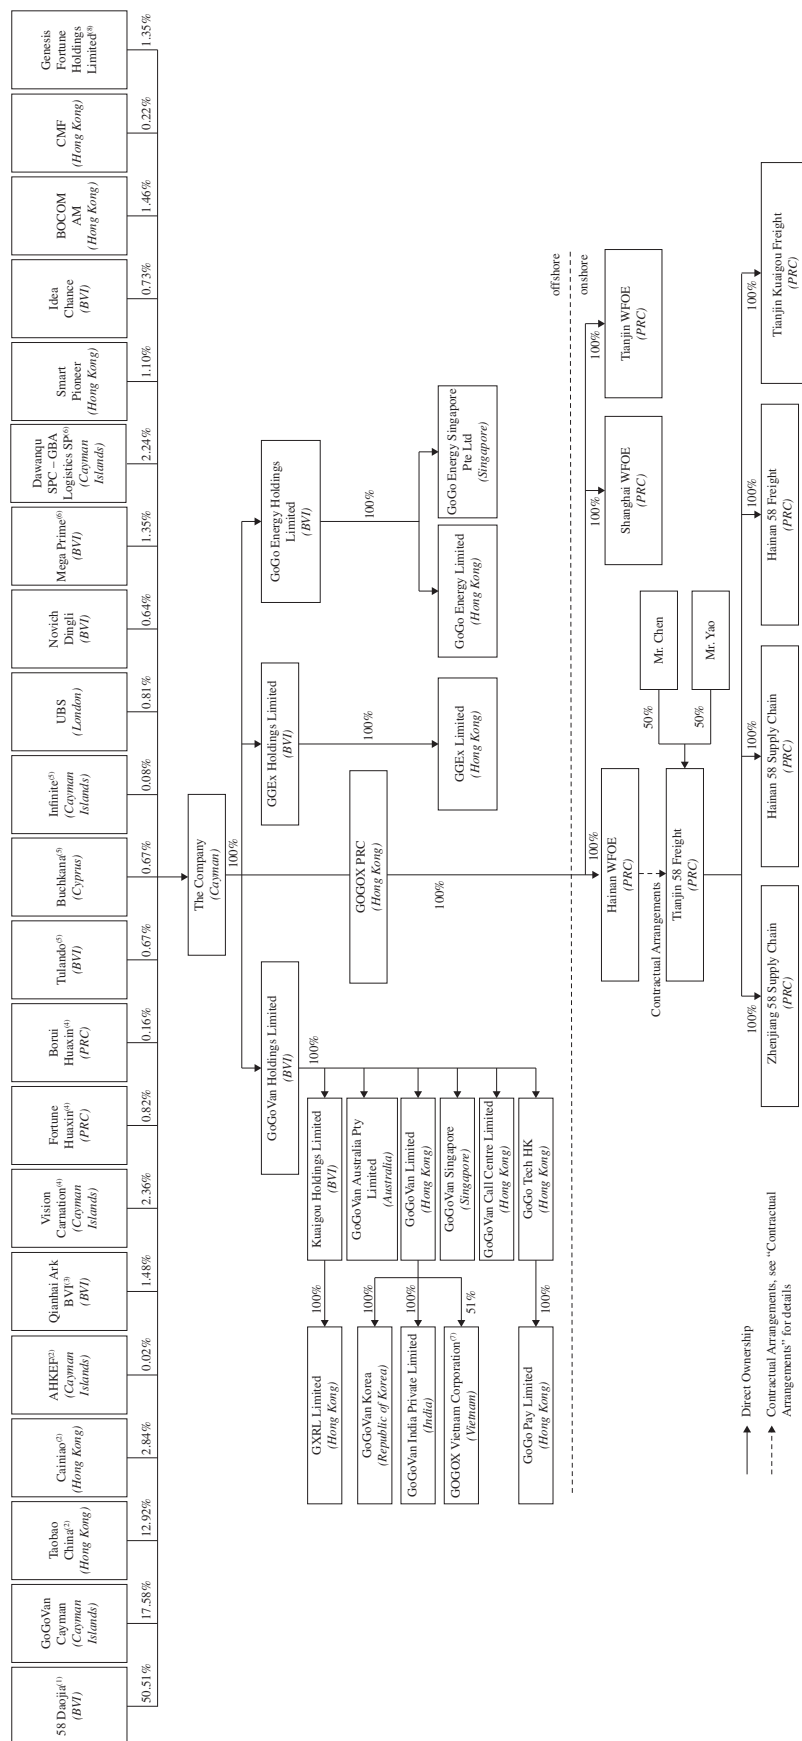 58 Daojia(1)
(BVI)
GoGoVan
Cayman
(Cayman
Islands)
Taobao
China(2)
(Hong Kong)
Cainiao(2)
(Hong Kong)
AHKEF(2)
(Cayman
Islands)
Qianhai Ark
BVI(3)
(BVI)
Vision
Carnation(4)
(Cayman
Islands)
Fortune
Huaxin(4)
(PRC)
Borui
Huaxin(4)
(PRC)
Tulando(5)
(BVI)
Buchkana(5)
(Cyprus)
Infinite(5)
(Cayman
Islands)
UBS
(London)
Novich
Dingli
(BVI)
Mega Prime(6)
(BVI)
Dawanqu
SPC – GBA
Logistics SP(6)
(Cayman
Islands)
Smart
Pioneer
(Hong Kong)
Idea
Chance
(BVI)
BOCOM
AM
(Hong Kong)
CMF
(Hong Kong)
Genesis
Fortune
Holdings
Limited(8)
50.51%
17.58%
12.92%
2.84%
0.02%
1.48%
2.36%
0.82%
0.16%
0.67%
0.67%
0.08%
0.81%
0.64%
1.35%
2.24%
1.10%
0.73%
1.46%
0.22%
1.35%
The Company
(Cayman)
100%
GoGoVan Holdings Limited
(BVI)
GGEx Holdings Limited
(BVI)
GoGo Energy Holdings
Limited
(BVI)
100%
100%
100%
Kuaigou Holdings Limited
(BVI)
GoGoVan Australia Pty
Limited
(Australia)
GoGoVan Limited
(Hong Kong)
GoGoVan Singapore
(Singapore)
GoGoVan Call Centre Limited
(Hong Kong)
GoGo Tech HK
(Hong Kong)
GOGOX PRC
(Hong Kong)
100%
GGEx Limited
(Hong Kong)
GoGo Energy Limited
(Hong Kong)
GoGo Energy Singapore
Pte Ltd
(Singapore)
100%
100%
100%
51%
100%
GXRL Limited
(Hong Kong)
GoGoVan Korea
(Republic of Korea)
GoGoVan India Private Limited
(India)
GOGOX Vietnam Corporation(7)
(Vietnam)
GoGo Pay Limited
(Hong Kong)
offshore
onshore
100%
100%
100%
Hainan WFOE
(PRC)
Shanghai WFOE
(PRC)
Tianjin WFOE
(PRC)
Contractual Arrangements
50%
50%
Mr. Chen
Mr. Yao
Tianjin 58 Freight
(PRC)
100%
100%
100%
100%
Zhenjiang 58 Supply Chain
(PRC)
Hainan 58 Supply Chain
(PRC)
Hainan 58 Freight
(PRC)
Tianjin Kuaigou Freight
(PRC)
Direct Ownership
Contractual Arrangements, see “Contractual
Arrangements” for details